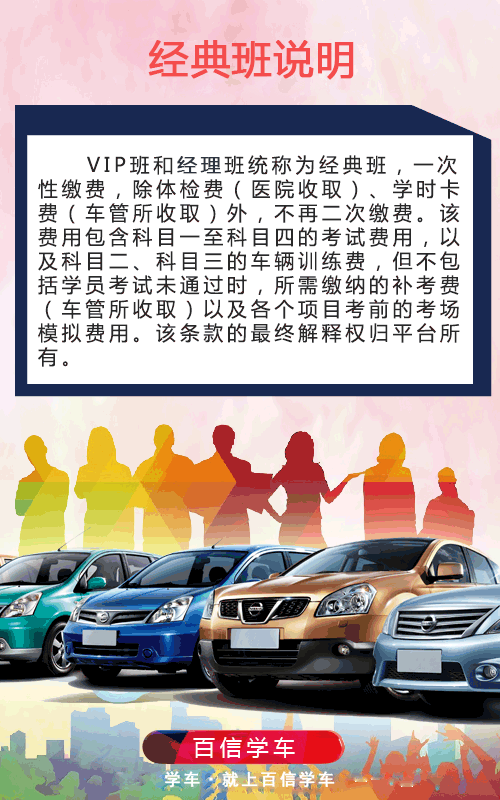 经典班说明
VIP班和经理班统称为经典班，一次
性缴费，除体检费（医院收取）、学时卡
费（车管所收取）外，不再二次缴费。该
费用包含科目一至科目四的考试费用，以
及科目二、科目三的车辆训练费，但不包
括学员考试未通过时，所需缴纳的补考费
（车管所收取）以及各个项目考前的考场
模拟费用。该条款的最终解释权归平台所
有。
百信学车
学车·就上百信学车